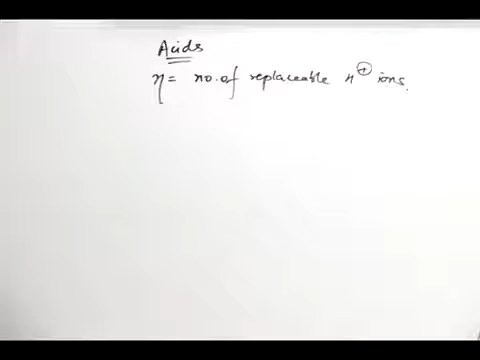 Acids
η = no. of replaceable H⊕ ions.